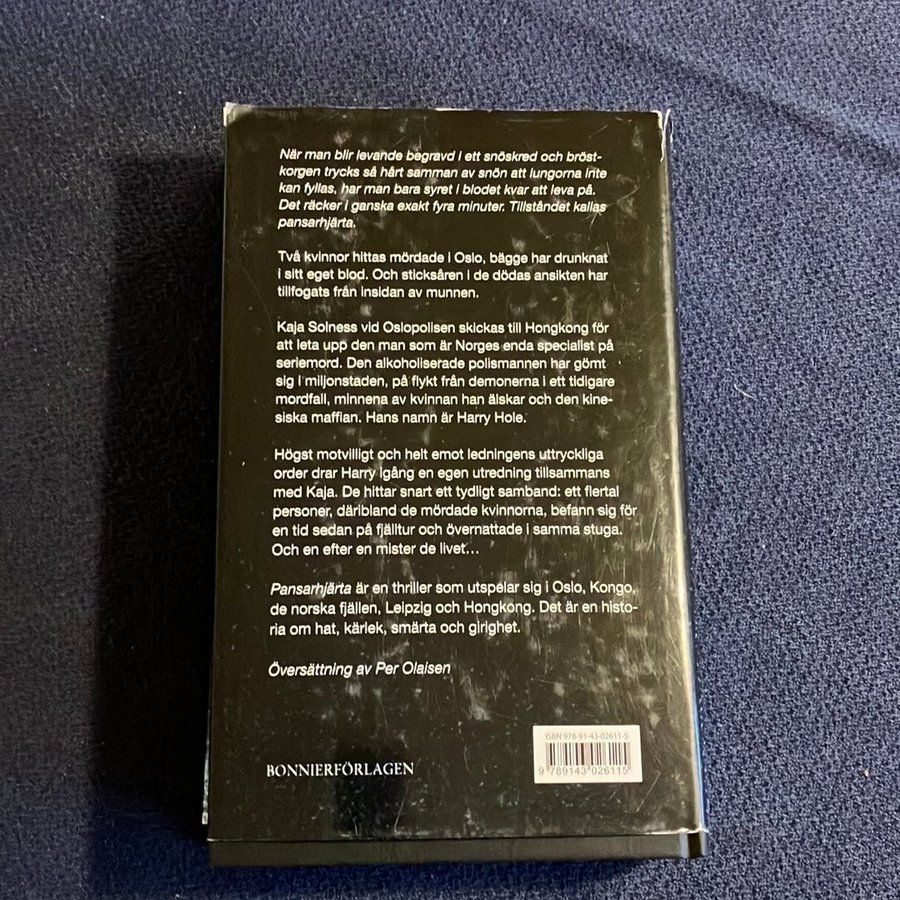 När man blir levande begravd i ett snöskred och bröst-
korgen trycks så hårt samman av snön att lungorna inte
kan fyllas, har man bara syret i blodet kvar att leva på.
Det räcker i ganska exakt fyra minuter. Tillståndet kallas
pansarhjärta.
Två kvinnor hittas mördade i Oslo, bägge har drunknat
i sitt eget blod. Och sticksåren i de dödas ansikten har
tillfogats från insidan av munnen.
Kaja Solness vid Oslopolisen skickas till Hongkong för
att leta upp den man som är Norges enda specialist på
seriemord. Den alkoholiserade polismannen har gömt
sig i miljonstaden, på flykt från demonerna i ett tidigare
mordfall, minnena av kvinnan han älskar och den kine-
siska maffian. Hans namn är Harry Hole.
Högst motvilligt och helt emot ledningens uttryckliga
order drar Harry igång en egen utredning tillsammans
med Kaja. De hittar snart ett tydligt samband: ett flertal
personer, däribland de mördade kvinnorna, befann sig för
en tid sedan på fjälltur och övernattade i samma stuga.
Och en efter en mister de livet...
Pansarhjärta är en thriller som utspelar sig i Oslo, Kongo,
de norska fjällen, Leipzig och Hongkong. Det är en histo-
ria om hat, kärlek, smärta och girighet.
Översättning av Per Olaisen
ISBN 978-91-43-02611-5
BONNIERFÖRLAGEN
9 789143 026115